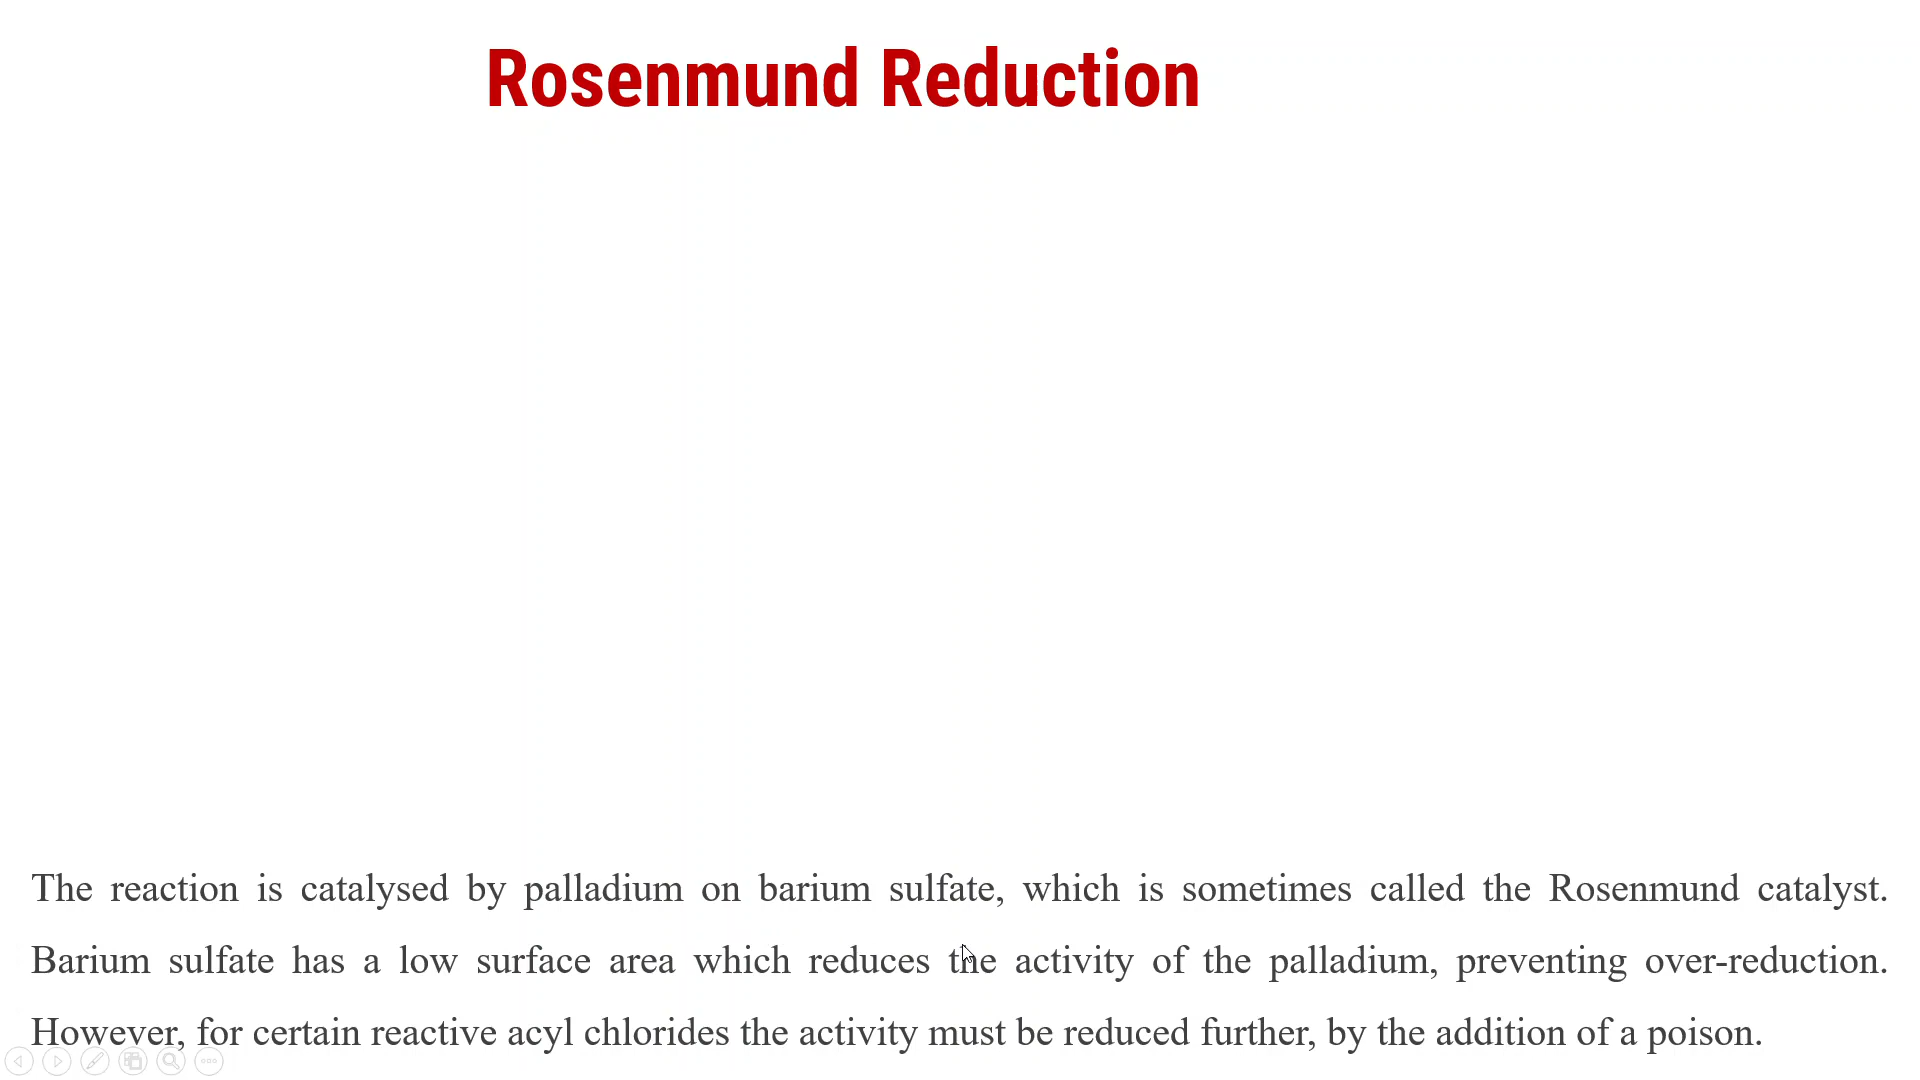 Rosenmund Reduction
The reaction is catalysed by palladium on barium sulfate, which is sometimes called the Rosenmund catalyst.
Barium sulfate has a low surface area which reduces the activity of the palladium, preventing over-reduction.
However, for certain reactive acyl chlorides the activity must be reduced further, by the addition of a poison.